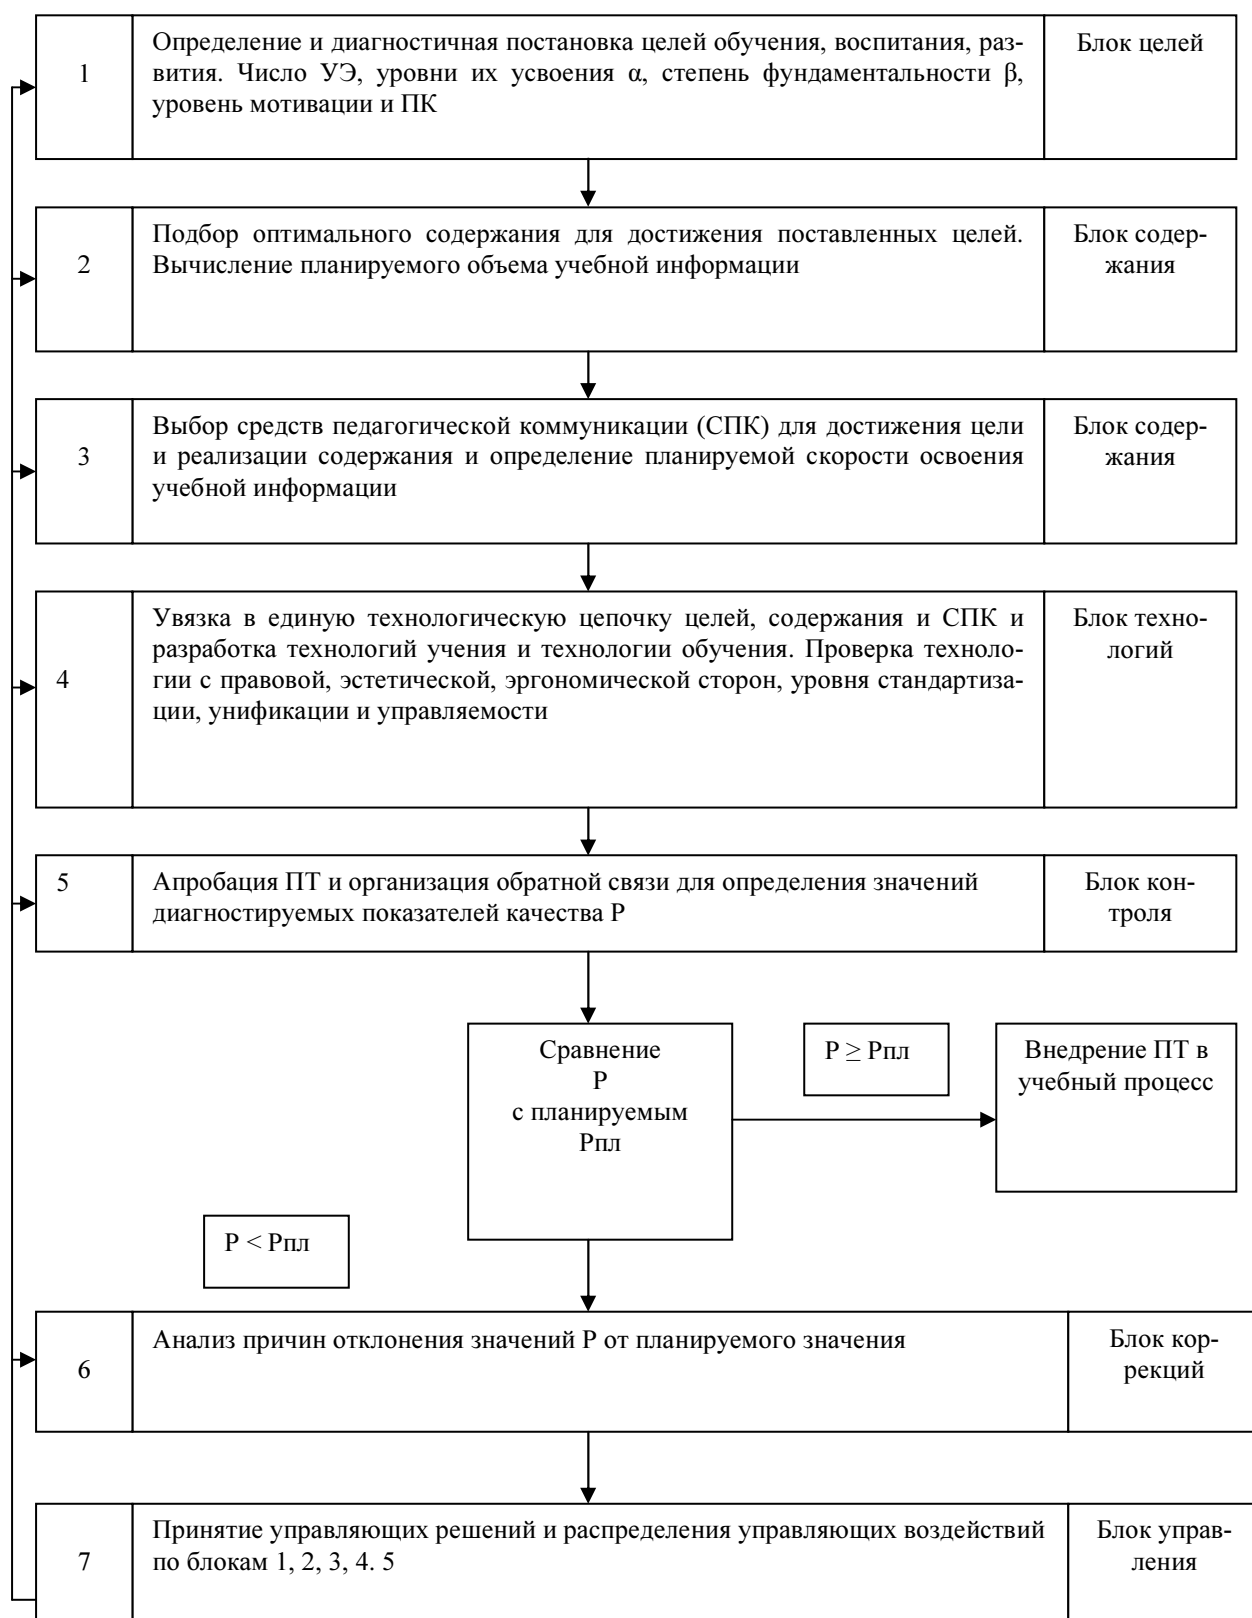 1
Определение и диагностичная постановка целей обучения, воспитания, раз-
вития. Число УЭ, уровни их усвоения α, степень фундаментальности β,
уровень мотивации и ПК
Блок целей
2
Подбор оптимального содержания для достижения поставленных целей.
Вычисление планируемого объема учебной информации
Блок содер-
жания
3
Выбор средств педагогической коммуникации (СПК) для достижения цели
и реализации содержания и определение планируемой скорости освоения
учебной информации
Блок содер-
жания
4
Увязка в единую технологическую цепочку целей, содержания и СПК и
разработка технологий учения и технологии обучения. Проверка техноло-
гии с правовой, эстетической, эргономической сторон, уровня стандартиза-
ции, унификации и управляемости
Блок техно-
логий
5
Апробация ПТ и организация обратной связи для определения значений
диагностируемых показателей качества Р
Блок кон-
троля
Сравнение
Р
с планируемым
Рпл
Р ≥ Рпл
Внедрение ПТ в
учебный процесс
Р < Рпл
6
Анализ причин отклонения значений Р от планируемого значения
Блок кор-
рекций
7
Принятие управляющих решений и распределения управляющих воздействий
по блокам 1, 2, 3, 4. 5
Блок управ-
ления